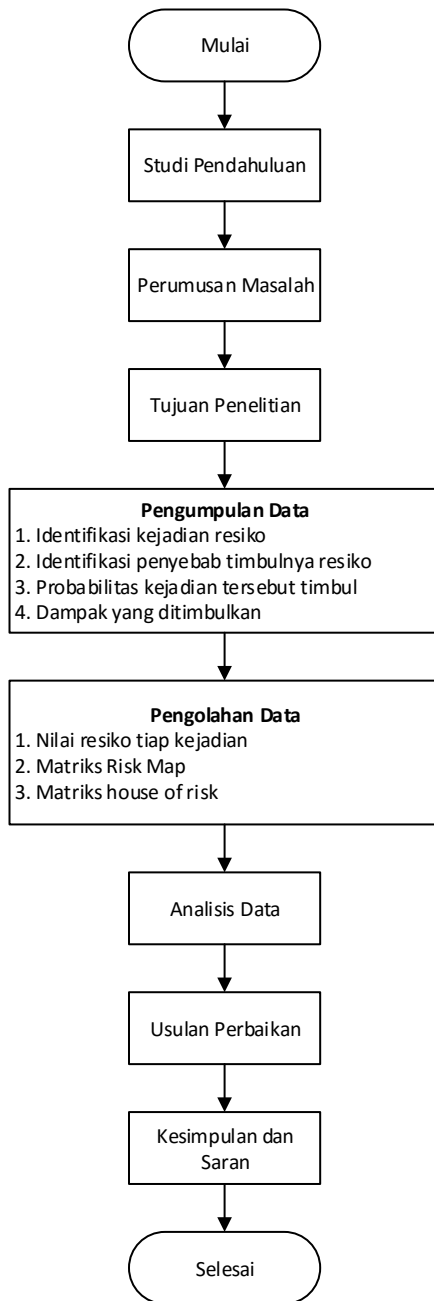 Mulai
Studi Pendahuluan
Perumusan Masalah
Tujuan Penelitian
Pengumpulan Data
1. Identifikasi kejadian resiko
2. Identifikasi penyebab timbulnya resiko
3. Probabilitas kejadian tersebut timbul
4. Dampak yang ditimbulkan
Pengolahan Data
1. Nilai resiko tiap kejadian
2. Matriks Risk Map
3. Matriks house of risk
Analisis Data
Usulan Perbaikan
Kesimpulan dan
Saran
Selesai